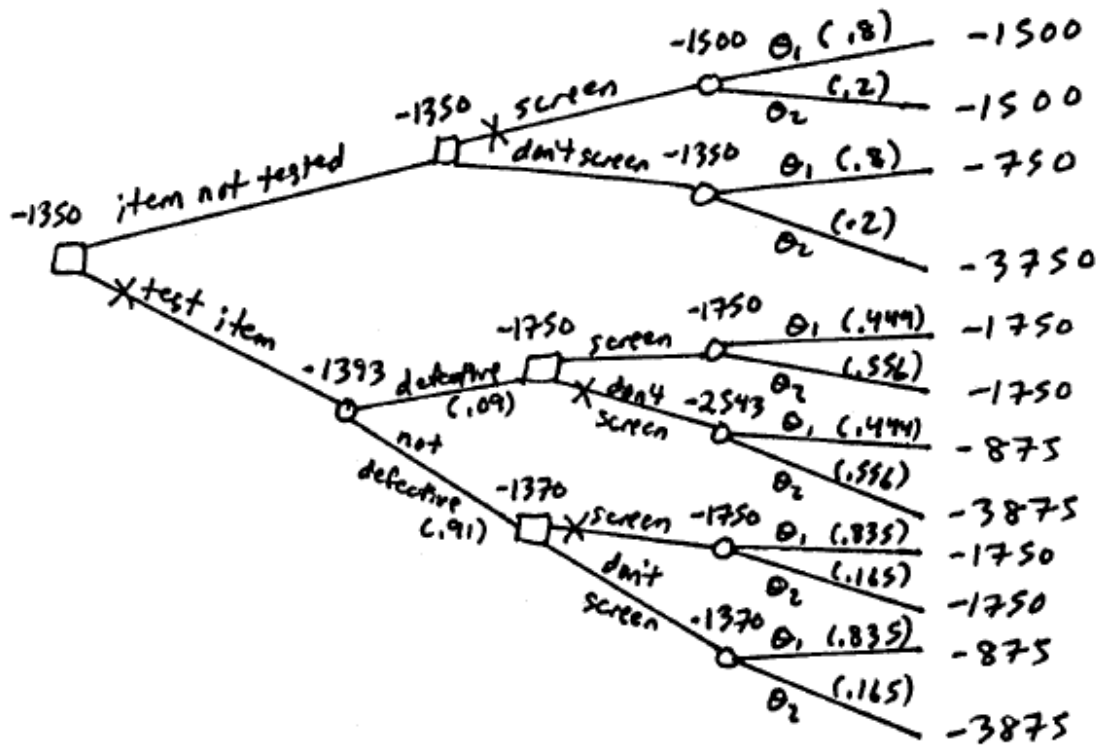 -1500 θ₁ (.8) -1500
θ₂ (.2) -1500
-1350 screen
item not tested
don't screen -1350 θ₁ (.8) -750
θ₂ (.2) -3750
-1350
test item
-1393 defective (.09)
-1750 screen -1750 θ₁ (.444) -1750
θ₂ (.556) -1750
don't screen -2543 θ₁ (.444) -875
θ₂ (.556) -3875
not defective (.91)
-1370 screen -1750 θ₁ (.835) -1750
θ₂ (.165) -1750
don't screen -1370 θ₁ (.835) -875
θ₂ (.165) -3875